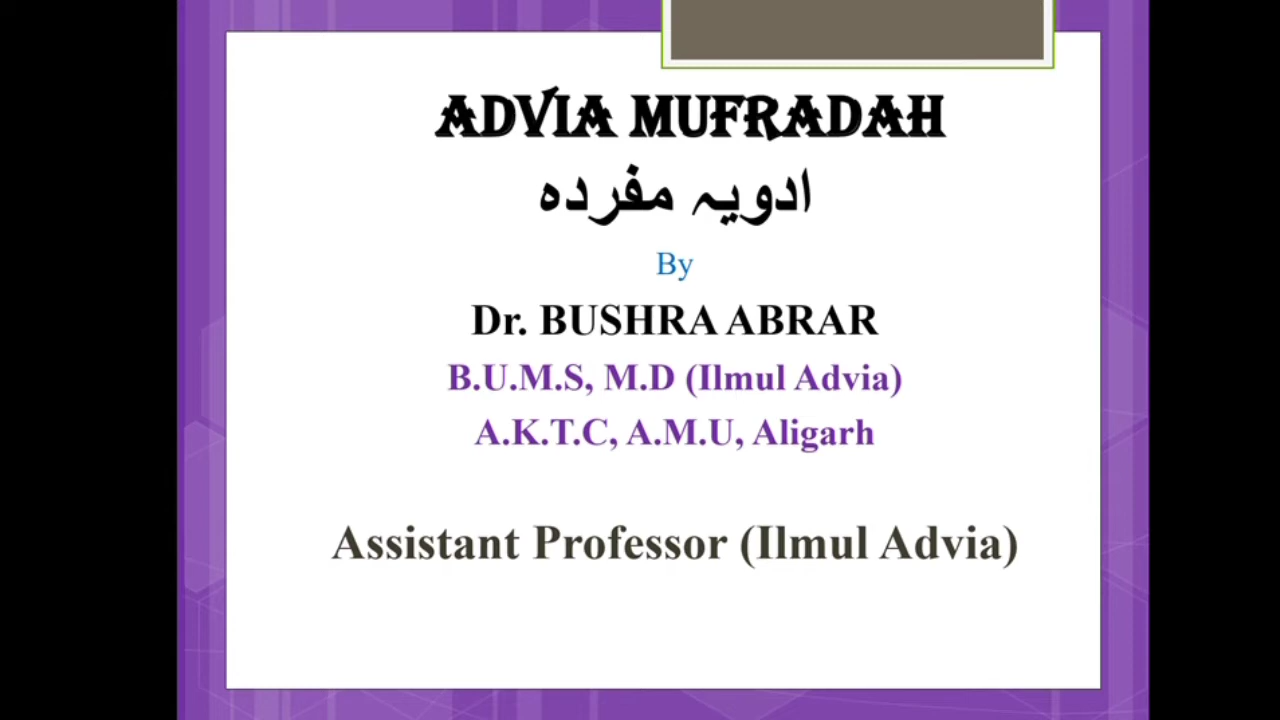 ADVIA MUFRADAH
ادویہ مفردہ
By
Dr. BUSHRA ABRAR
B.U.M.S, M.D (Ilmul Advia)
A.K.T.C, A.M.U, Aligarh
Assistant Professor (Ilmul Advia)